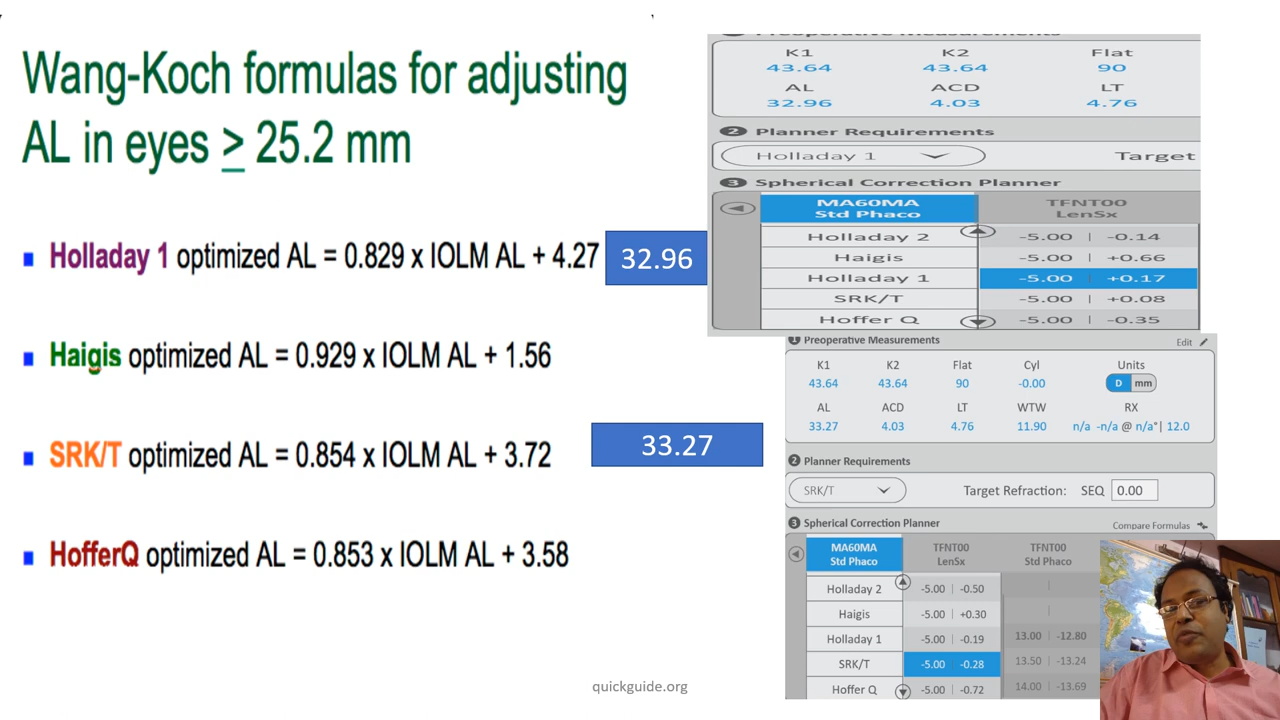 Wang-Koch formulas for adjusting
AL in eyes ≥ 25.2 mm
Holladay 1 optimized AL = 0.829 x IOLM AL + 4.27
32.96
Haigis optimized AL = 0.929 x IOLM AL + 1.56
SRK/T optimized AL = 0.854 x IOLM AL + 3.72
33.27
HofferQ optimized AL = 0.853 x IOLM AL + 3.58
quickguide.org
Preoperative Measurements
K1 K2 Flat
43.64 43.64 90
AL ACD LT
32.96 4.03 4.76
2 Planner Requirements
Holladay 1 Target
3 Spherical Correction Planner
MA60MA TFNT00
Std Phaco LenSx
Holladay 2 -5.00 | -0.14
Haigis -5.00 | +0.66
Holladay 1 -5.00 | +0.17
SRK/T -5.00 | +0.08
Hoffer Q -5.00 | -0.35
1 Preoperative Measurements Edit
K1 K2 Flat Cyl Units
43.64 43.64 90 -0.00 D mm
AL ACD LT WTW RX
33.27 4.03 4.76 11.90 n/a -n/a @ n/a°| 12.0
2 Planner Requirements
SRK/T Target Refraction: SEQ 0.00
3 Spherical Correction Planner Compare Formulas
MA60MA TFNT00 TFNT00
Std Phaco LenSx Std Phaco
Holladay 2 -5.00 | -0.50 |
Haigis -5.00 | +0.30 |
Holladay 1 -5.00 | -0.19 13.00 | -12.80
SRK/T -5.00 | -0.28 13.50 | -13.24
Hoffer Q -5.00 | -0.72 14.00 | -13.69